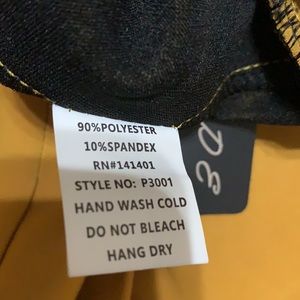 90%POLYESTER
10%SPANDEX
RN#141401
STYLE NO: P3001
HAND WASH COLD
DO NOT BLEACH
HANG DRY